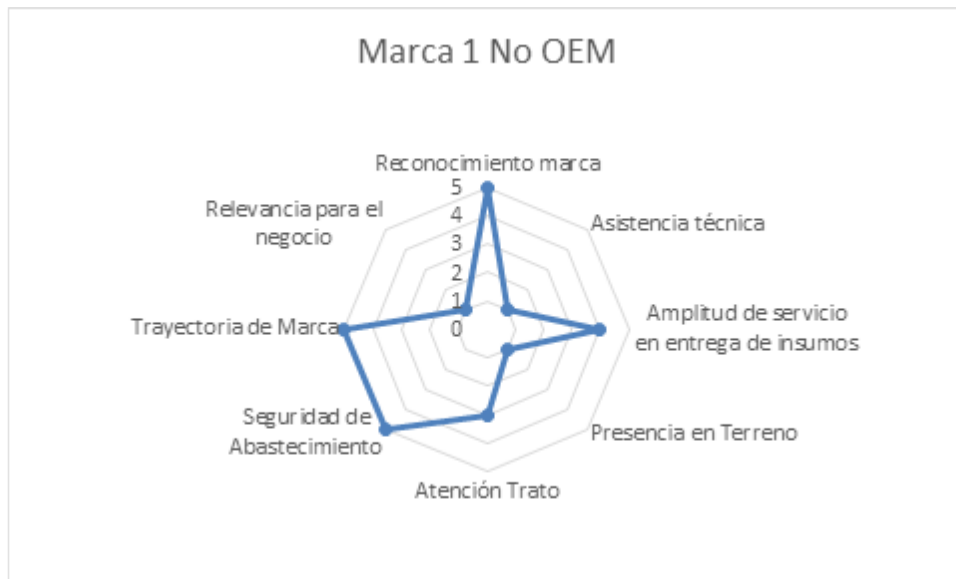 Marca 1 No OEM
Reconocimiento marca
5
4
3
2
1
0
Asistencia técnica
Amplitud de servicio
en entrega de insumos
Presencia en Terreno
Atención Trato
Seguridad de
Abastecimiento
Trayectoria de Marca
Relevancia para el
negocio